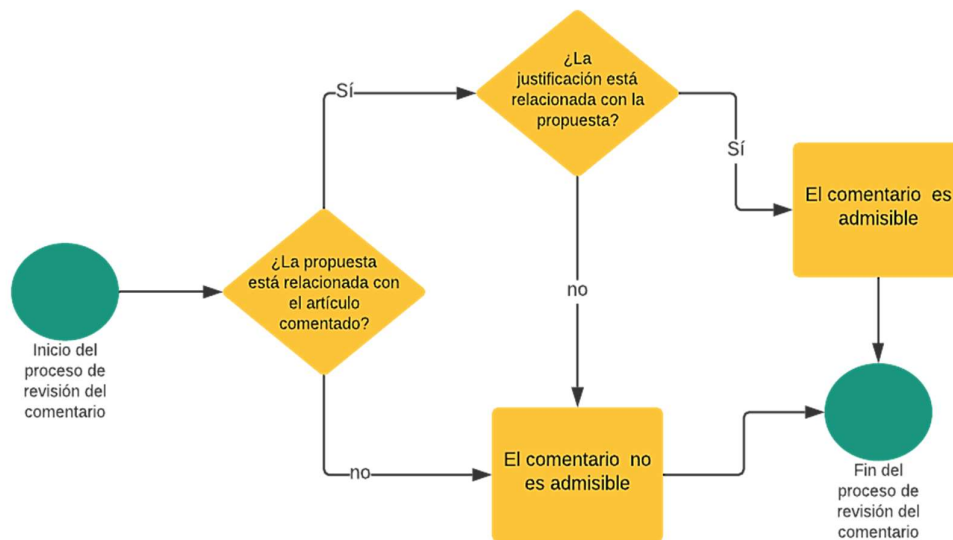 Inicio del
proceso de
revisión del
comentario
¿La propuesta
está relacionada con
el artículo
comentado?
Sí
no
¿La
justificación está
relacionada con la
propuesta?
Sí
no
El comentario es
admisible
El comentario no
es admisible
Fin del
proceso de
revisión del
comentario